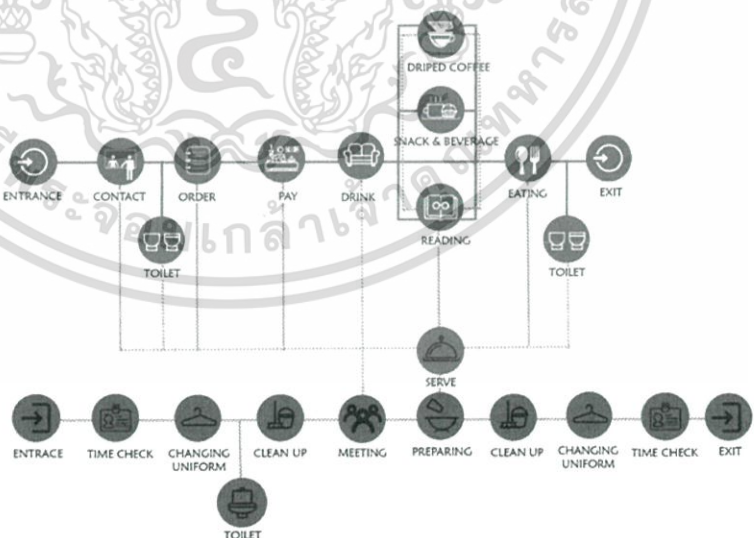 DRIPED COFFEE
SNACK & BEVERAGE
ENTRANCE
CONTACT
ORDER
PAY
DRINK
READING
EATING
EXIT
TOILET
TOILET
SERVE
ENTRACE
TIME CHECK
CHANGING
UNIFORM
CLEAN UP
MEETING
PREPARING
CLEAN UP
CHANGING
UNIFORM
TIME CHECK
EXIT
TOILET